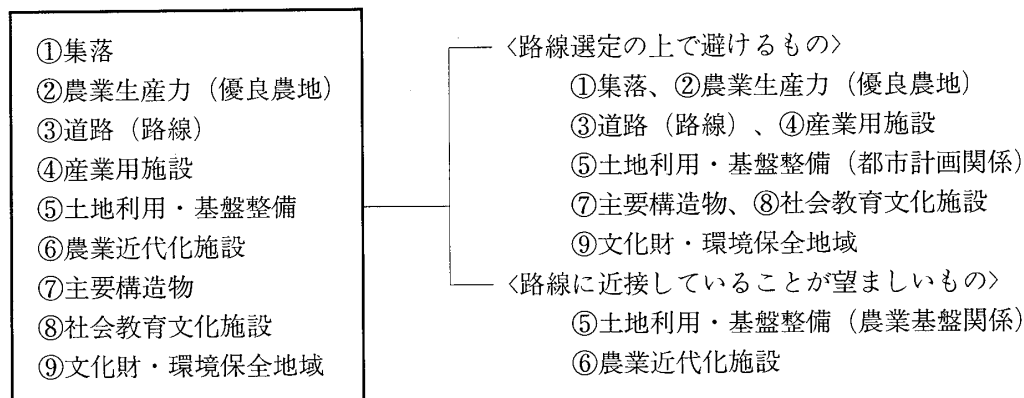 ①集落
②農業生産力（優良農地）
③道路（路線）
④産業用施設
⑤土地利用・基盤整備
⑥農業近代化施設
⑦主要構造物
⑧社会教育文化施設
⑨文化財・環境保全地域
〈路線選定の上で避けるもの〉
①集落、②農業生産力（優良農地）
③道路（路線）、④産業用施設
⑤土地利用・基盤整備（都市計画関係）
⑦主要構造物、⑧社会教育文化施設
⑨文化財・環境保全地域
〈路線に近接していることが望ましいもの〉
⑤土地利用・基盤整備（農業基盤関係）
⑥農業近代化施設